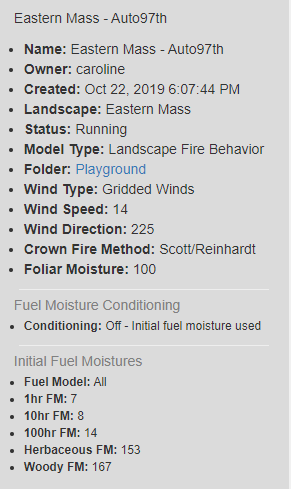 Eastern Mass - Auto97th
Name: Eastern Mass - Auto97th
Owner: caroline
Created: Oct 22, 2019 6:07:44 PM
Landscape: Eastern Mass
Status: Running
Model Type: Landscape Fire Behavior
Folder: Playground
Wind Type: Gridded Winds
Wind Speed: 14
Wind Direction: 225
Crown Fire Method: Scott/Reinhardt
Foliar Moisture: 100
Fuel Moisture Conditioning
Conditioning: Off - Initial fuel moisture used
Initial Fuel Moistures
Fuel Model: All
1hr FM: 7
10hr FM: 8
100hr FM: 14
Herbaceous FM: 153
Woody FM: 167